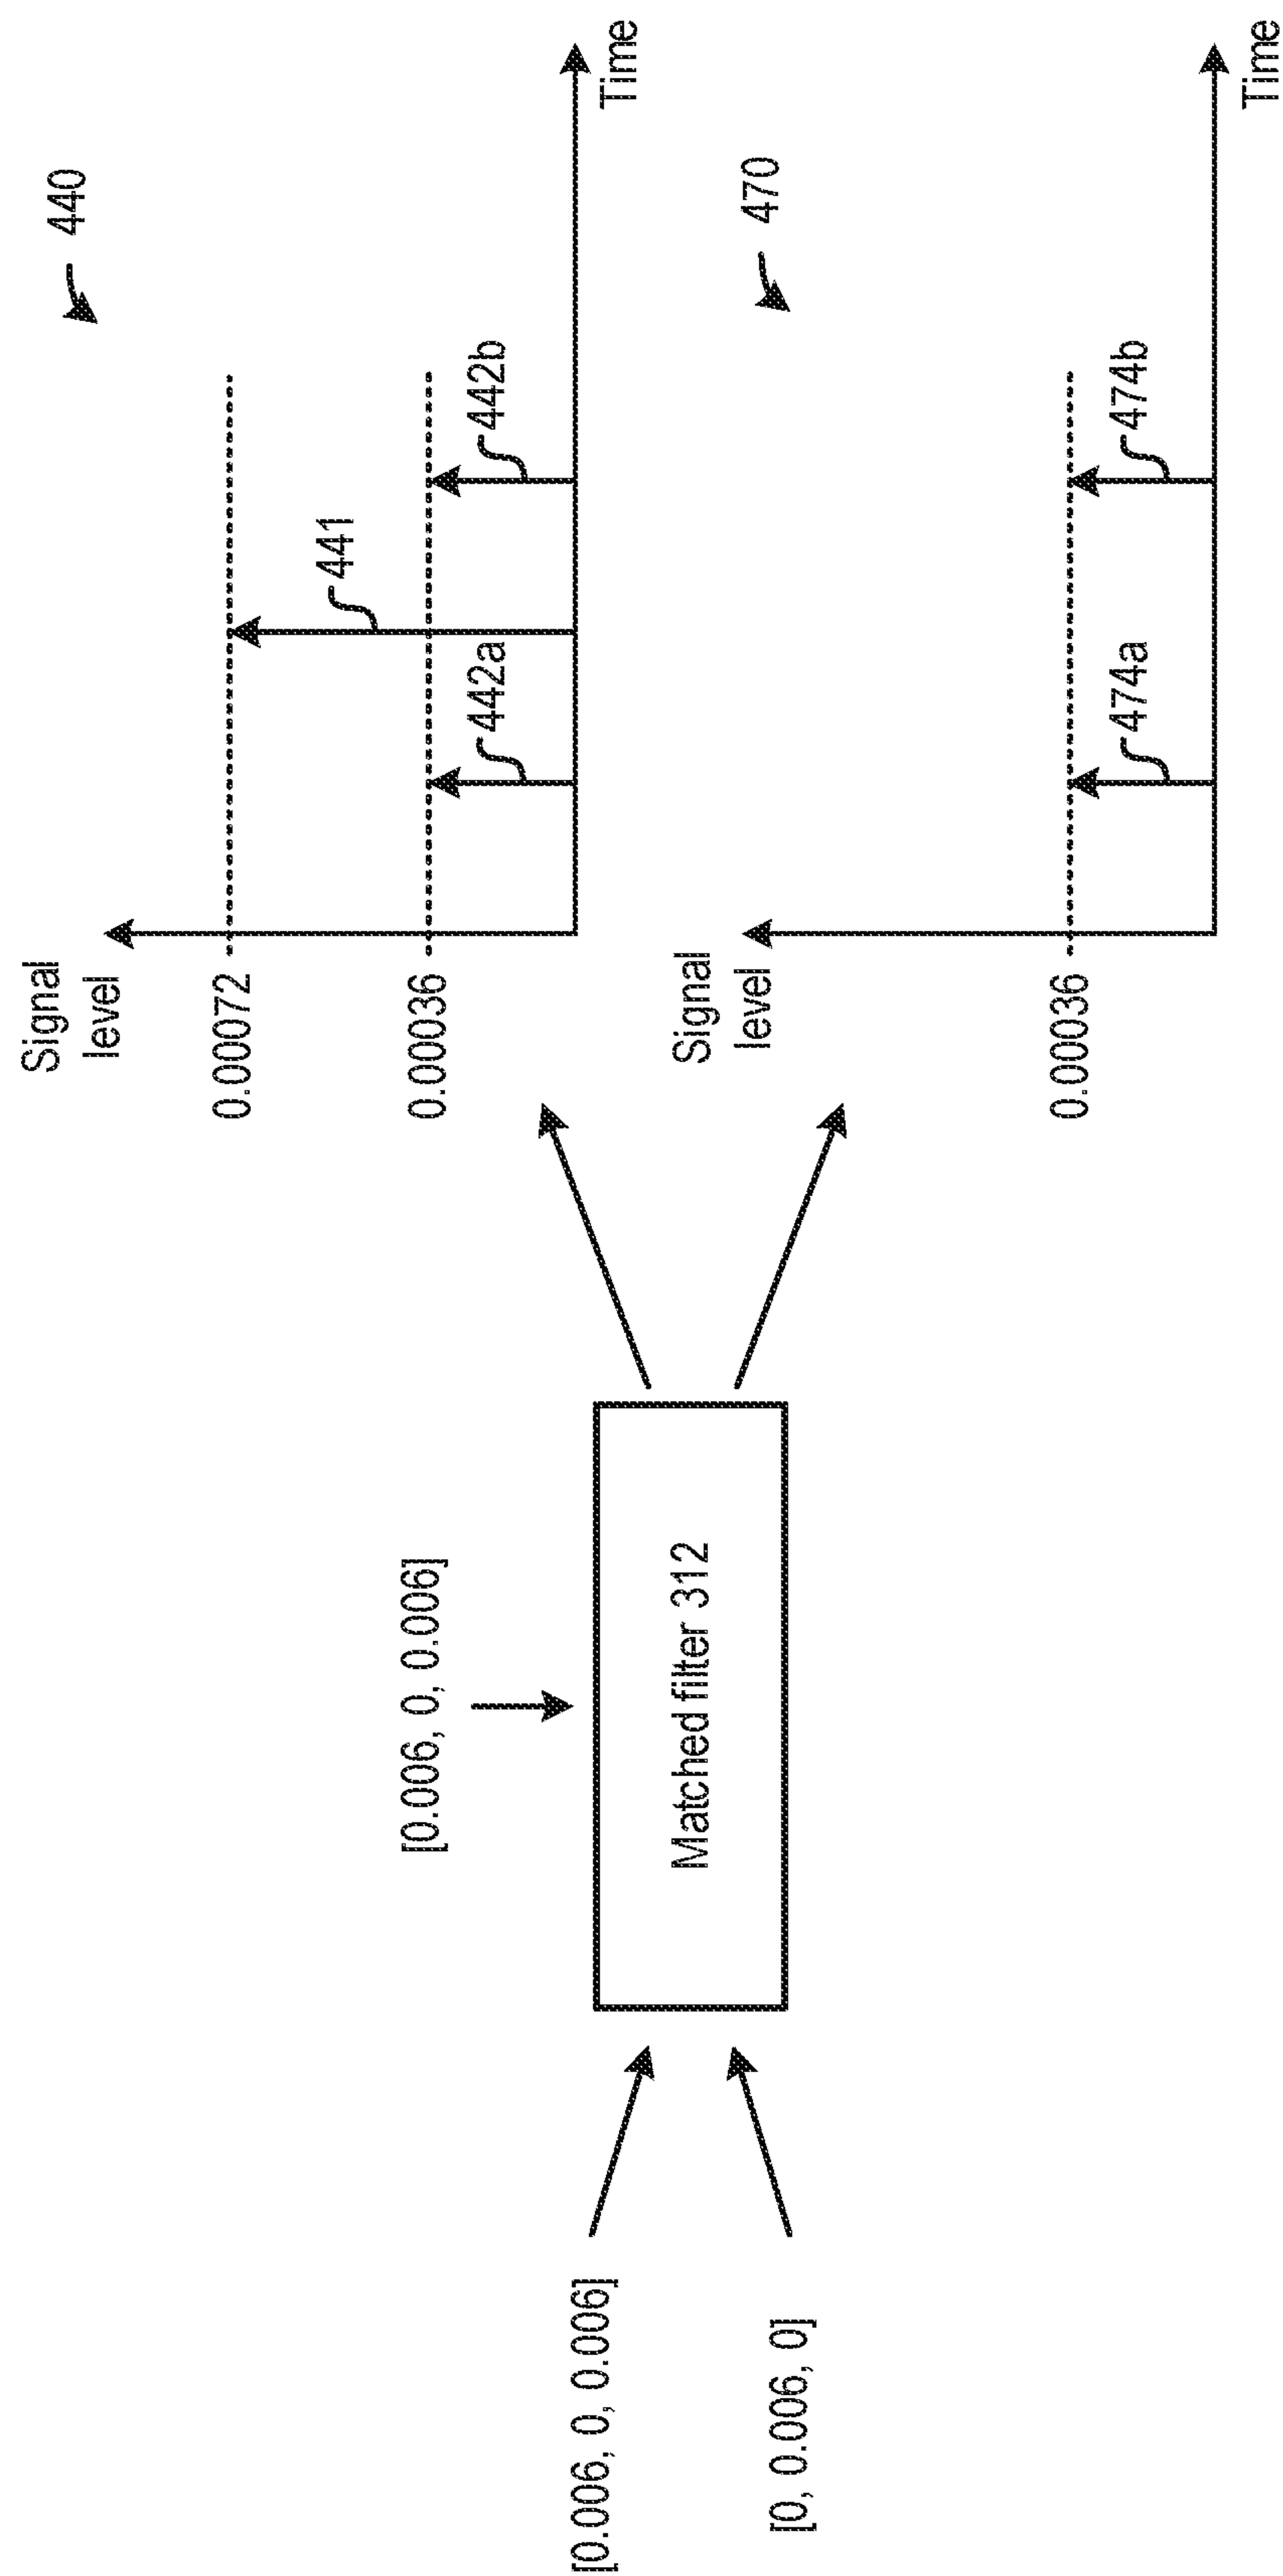 [0.006, 0, 0.006]
[0, 0.006, 0]
[0.006, 0, 0.006]
Matched filter 312
Signal
level
0.00072
0.00036
442a
441
442b
440
Time
Signal
level
0.00036
474a
474b
470
Time